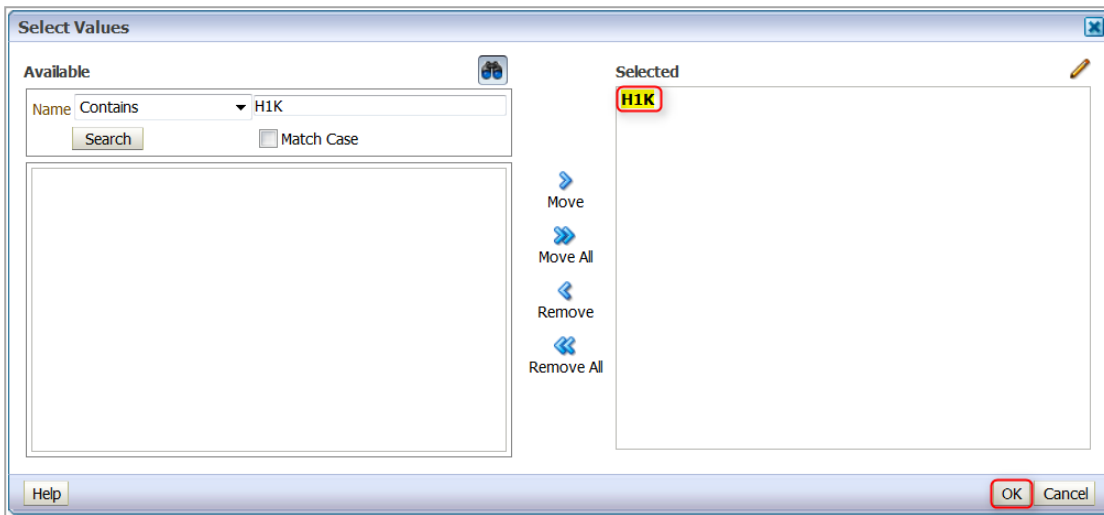 Select Values
Available
Selected
Name Contains H1K
H1K
Search Match Case
Move
Move All
Remove
Remove All
Help OK Cancel